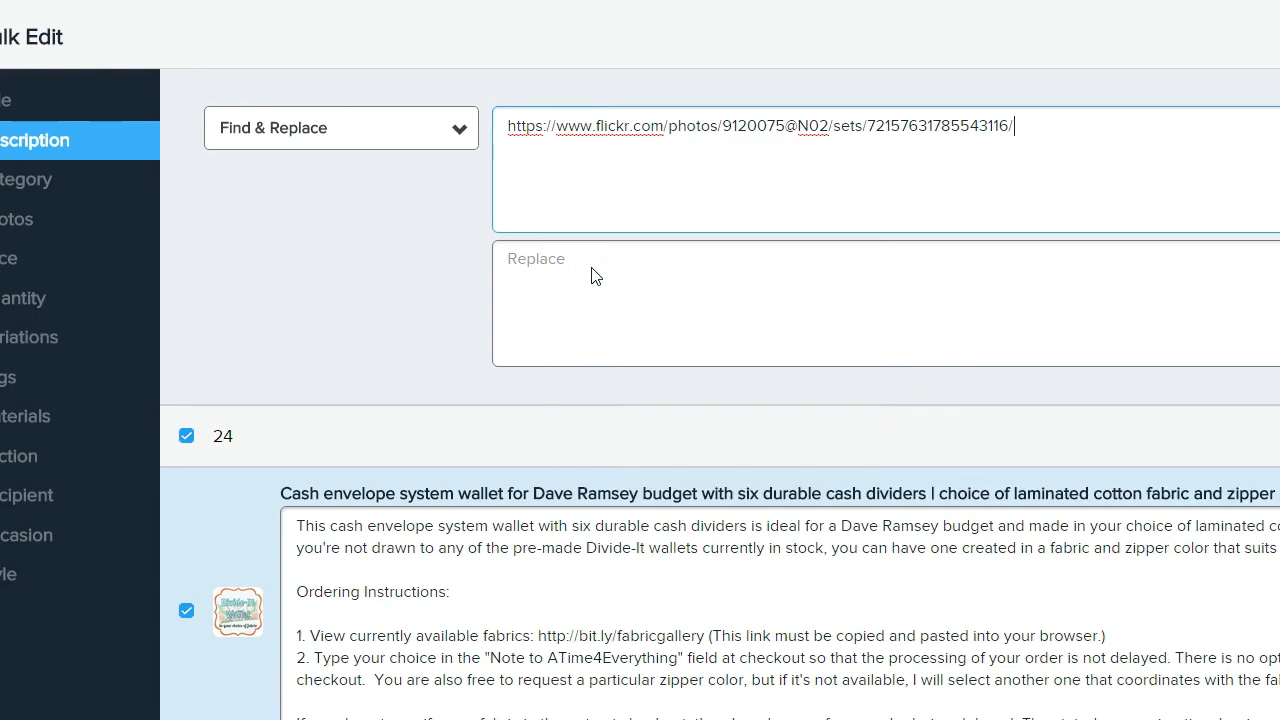 lk Edit
le
scription
tegory
otos
ce
antity
riations
gs
terials
ction
cipient
casion
yle
Find & Replace
https://www.flickr.com/photos/9120075@N02/sets/72157631785543116/
Replace
24
Cash envelope system wallet for Dave Ramsey budget with six durable cash dividers | choice of laminated cotton fabric and zipper
This cash envelope system wallet with six durable cash dividers is ideal for a Dave Ramsey budget and made in your choice of laminated co
you're not drawn to any of the pre-made Divide-It wallets currently in stock, you can have one created in a fabric and zipper color that suits
Ordering Instructions:
1. View currently available fabrics: http://bit.ly/fabricgallery (This link must be copied and pasted into your browser.)
2. Type your choice in the "Note to ATime4Everything" field at checkout so that the processing of your order is not delayed. There is no opt
checkout.  You are also free to request a particular zipper color, but if it's not available, I will select another one that coordinates with the fa
Divide-It
Wallet